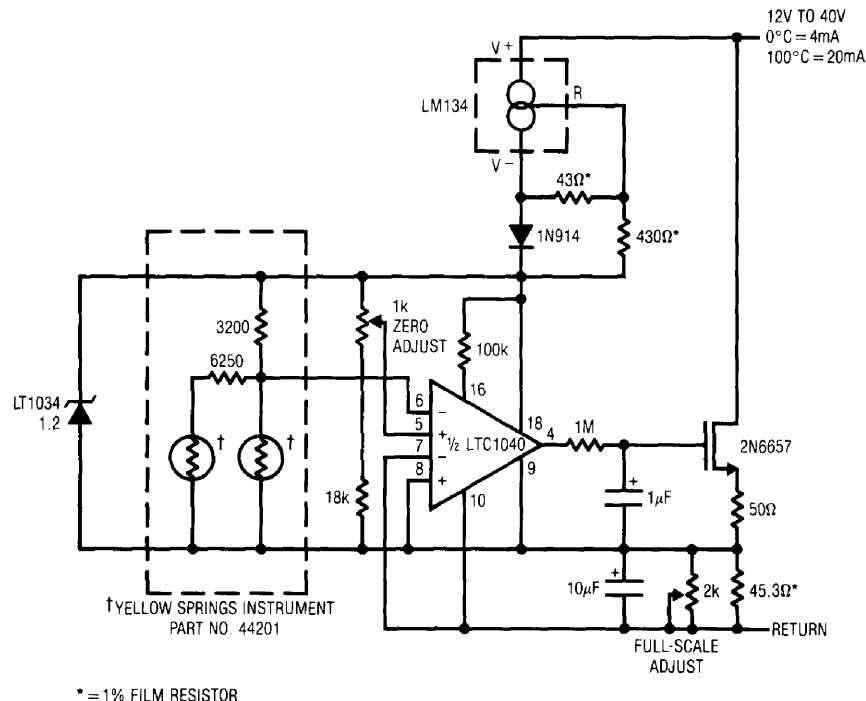 12V TO 40V
0°C = 4mA
100°C = 20mA
V+
R
LM134
V−
43Ω*
1N914
430Ω*
3200
1k
ZERO
ADJUST
6250
100k
LT1034
1.2
†
†
16
6
−
5
+
7
−
8
+
½ LTC1040
18
4
9
10
1M
2N6657
18k
+
1µF
50Ω
+
10µF
2k
45.3Ω*
† YELLOW SPRINGS INSTRUMENT
PART NO. 44201
RETURN
FULL-SCALE
ADJUST
* = 1% FILM RESISTOR